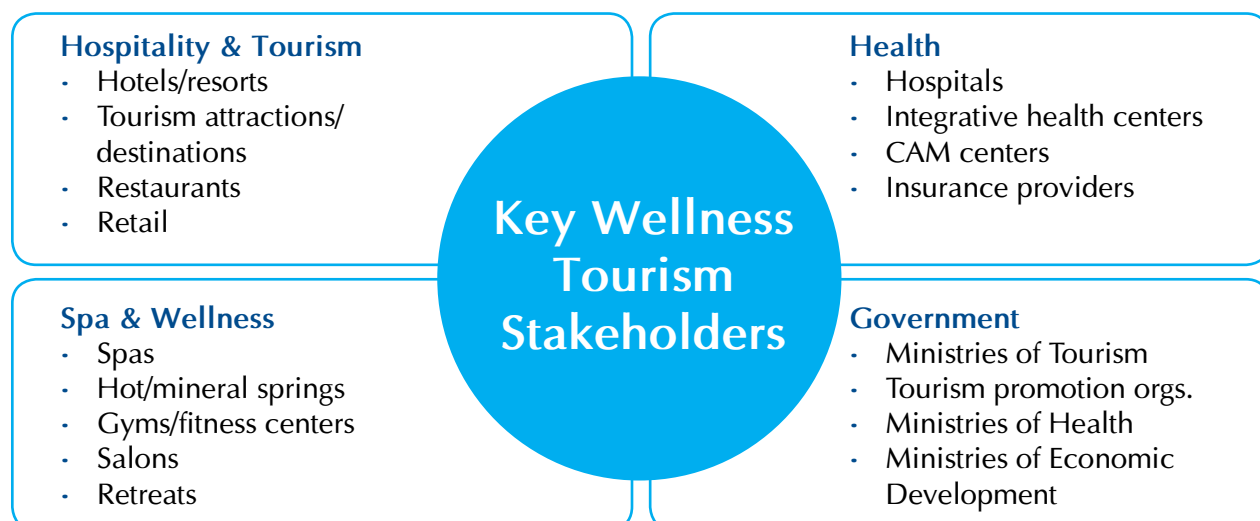 Hospitality & Tourism
· Hotels/resorts
· Tourism attractions/
destinations
· Restaurants
· Retail
Health
· Hospitals
· Integrative health centers
· CAM centers
· Insurance providers
Key Wellness
Tourism
Stakeholders
Spa & Wellness
· Spas
· Hot/mineral springs
· Gyms/fitness centers
· Salons
· Retreats
Government
· Ministries of Tourism
· Tourism promotion orgs.
· Ministries of Health
· Ministries of Economic
Development